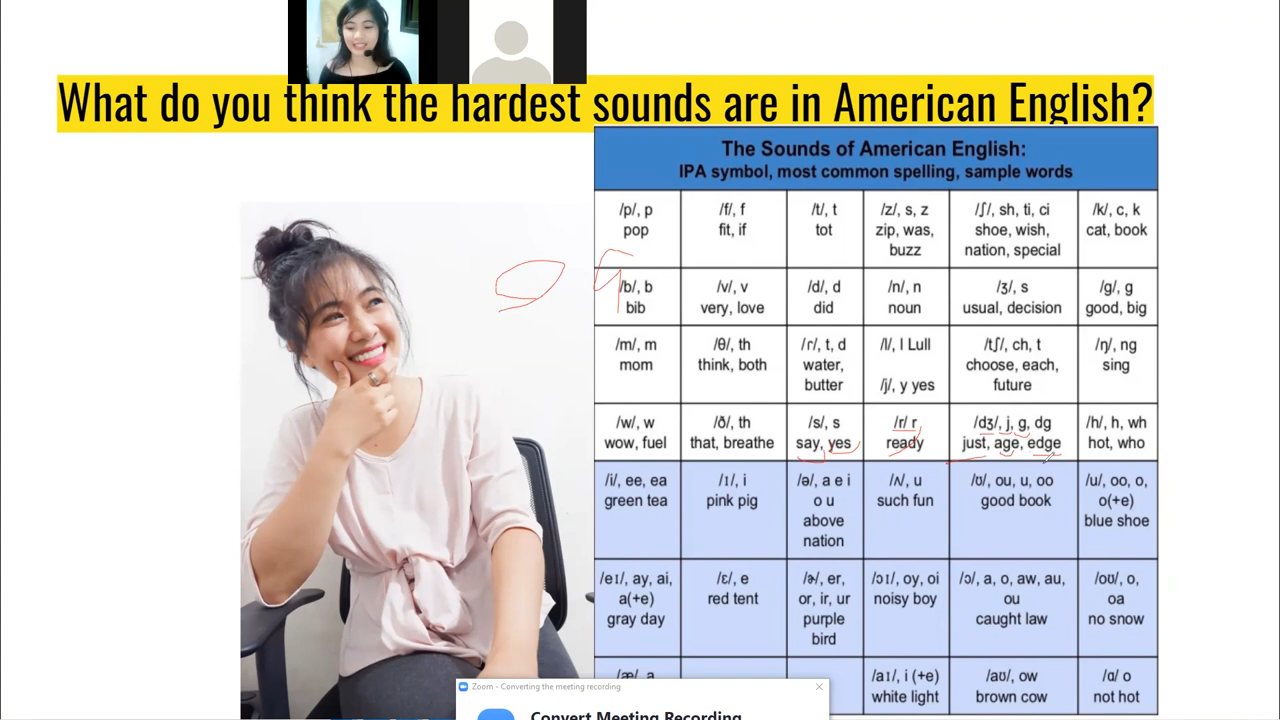 What do you think the hardest sounds are in American English?
The Sounds of American English:
IPA symbol, most common spelling, sample words
/p/, p
pop
/f/, f
fit, if
/t/, t
tot
/z/, s, z
zip, was,
buzz
/ʃ/, sh, ti, ci
shoe, wish,
nation, special
/k/, c, k
cat, book
/b/, b
bib
/v/, v
very, love
/d/, d
did
/n/, n
noun
/ʒ/, s
usual, decision
/g/, g
good, big
/m/, m
mom
/θ/, th
think, both
/ɾ/, t, d
water,
butter
/l/, l Lull
/j/, y yes
/tʃ/, ch, t
choose, each,
future
/ŋ/, ng
sing
/w/, w
wow, fuel
/ð/, th
that, breathe
/s/, s
say, yes
/r/ r
ready
/dʒ/, j, g, dg
just, age, edge
/h/, h, wh
hot, who
/i/, ee, ea
green tea
/ɪ/, i
pink pig
/ə/, a e i
o u
above
nation
/ʌ/, u
such fun
/ʊ/, ou, u, oo
good book
/u/, oo, o,
o(+e)
blue shoe
/eɪ/, ay, ai,
a(+e)
gray day
/ɛ/, e
red tent
/ɚ/, er,
or, ir, ur
purple
bird
/ɔɪ/, oy, oi
noisy boy
/ɔ/, a, o, aw, au,
ou
caught law
/oʊ/, o,
oa
no snow
/æ/, a
/aɪ/, i (+e)
white light
/aʊ/, ow
brown cow
/ɑ/ o
not hot
Zoom - Converting the meeting recording
Convert Meeting Recording